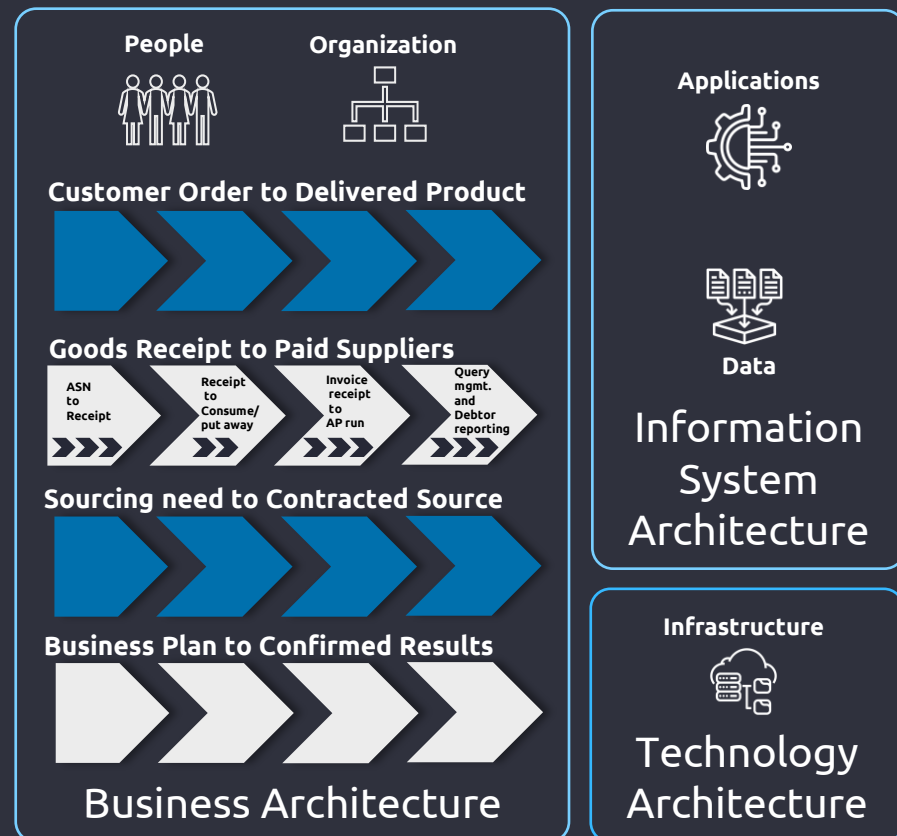 People
Organization
Customer Order to Delivered Product
Goods Receipt to Paid Suppliers
ASN
to
Receipt
Receipt
to
Consume/
put away
Invoice
receipt
to
AP run
Query
mgmt.
and
Debtor
reporting
Sourcing need to Contracted Source
Business Plan to Confirmed Results
Business Architecture
Applications
Data
Information
System
Architecture
Infrastructure
Technology
Architecture